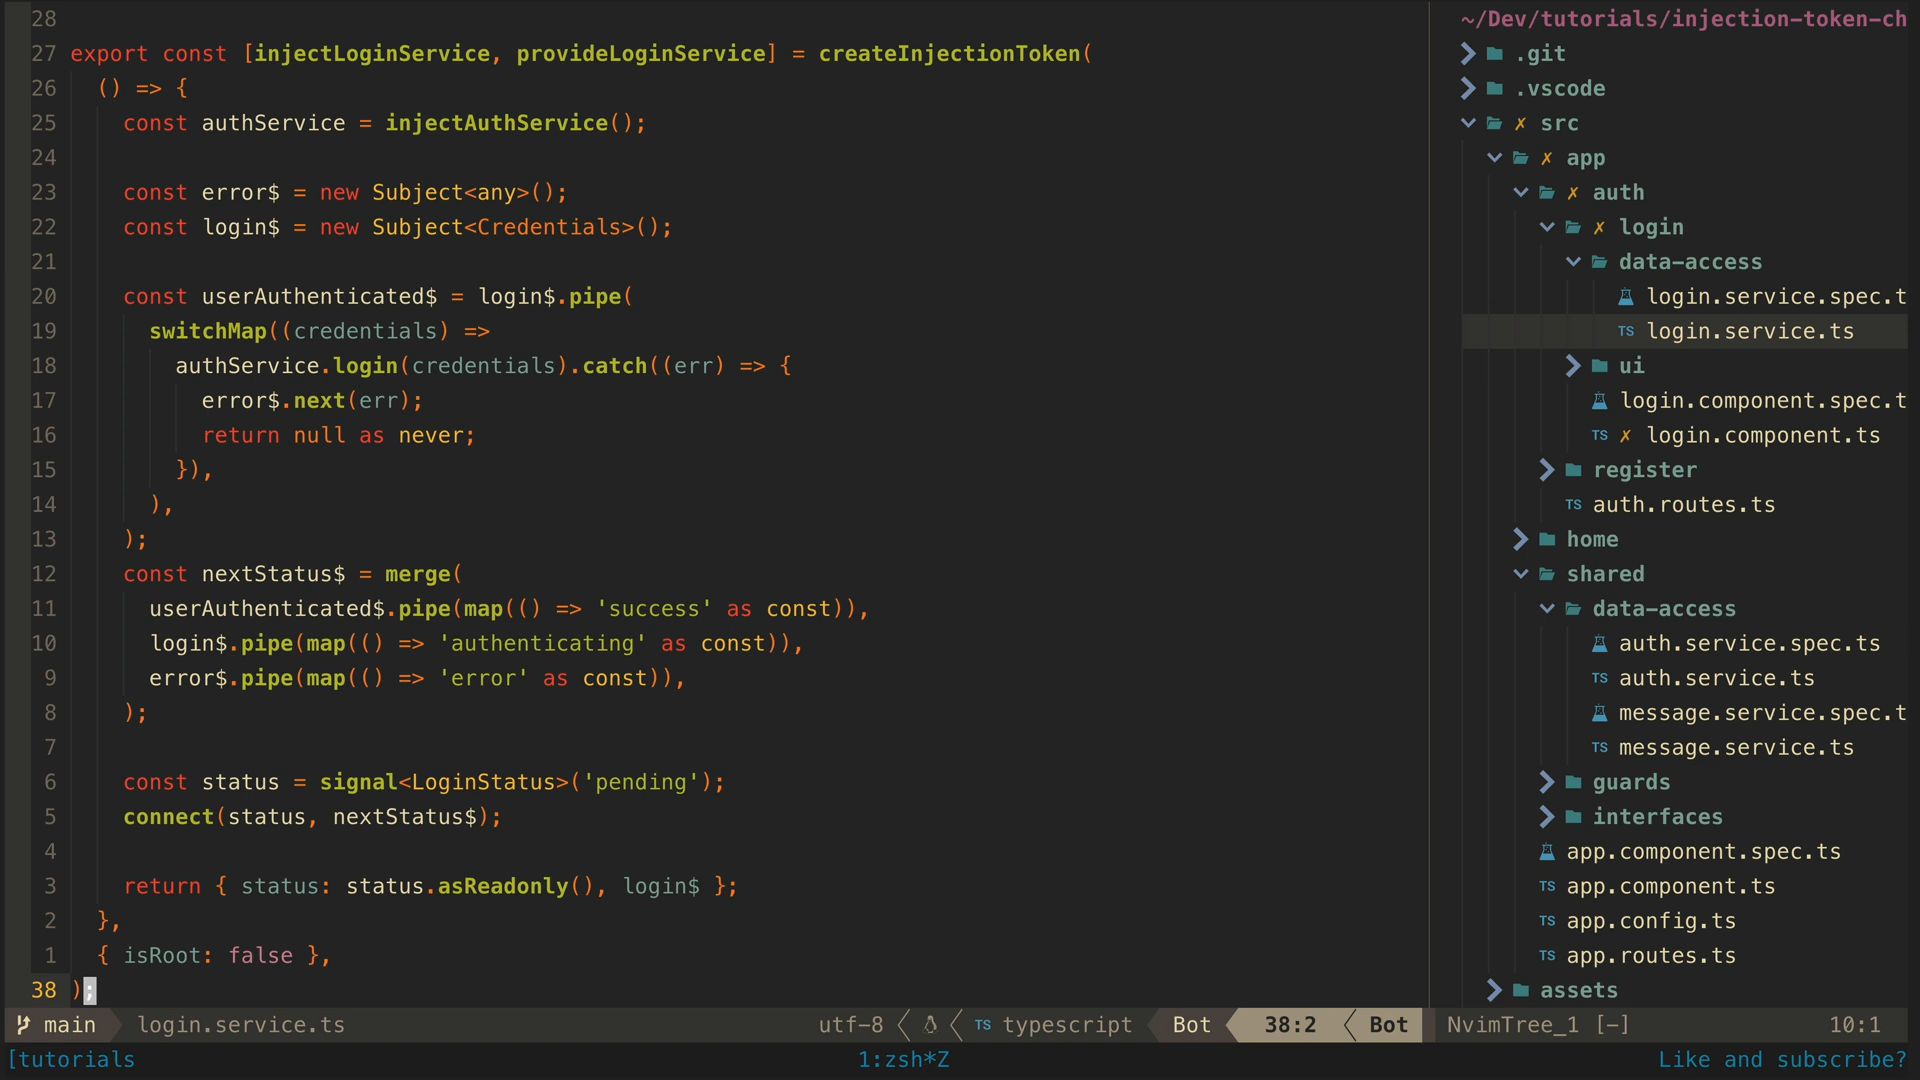 28
27 export const [injectLoginService, provideLoginService] = createInjectionToken(
26   () => {
25     const authService = injectAuthService();
24
23     const error$ = new Subject<any>();
22     const login$ = new Subject<Credentials>();
21
20     const userAuthenticated$ = login$.pipe(
19       switchMap((credentials) =>
18         authService.login(credentials).catch((err) => {
17           error$.next(err);
16           return null as never;
15         }),
14       ),
13     );
12     const nextStatus$ = merge(
11       userAuthenticated$.pipe(map(() => 'success' as const)),
10       login$.pipe(map(() => 'authenticating' as const)),
9       error$.pipe(map(() => 'error' as const)),
8     );
7
6     const status = signal<LoginStatus>('pending');
5     connect(status, nextStatus$);
4
3     return { status: status.asReadonly(), login$ };
2   },
1   { isRoot: false },
38 );
~/Dev/tutorials/injection-token-ch
.git
.vscode
✗ src
✗ app
✗ auth
✗ login
data-access
login.service.spec.t
TS login.service.ts
ui
login.component.spec.t
TS ✗ login.component.ts
register
TS auth.routes.ts
home
shared
data-access
auth.service.spec.ts
TS auth.service.ts
message.service.spec.t
TS message.service.ts
guards
interfaces
app.component.spec.ts
TS app.component.ts
TS app.config.ts
TS app.routes.ts
assets
main login.service.ts utf-8 TS typescript Bot 38:2 Bot NvimTree_1 [-] 10:1
[tutorials 1:zsh*Z Like and subscribe?